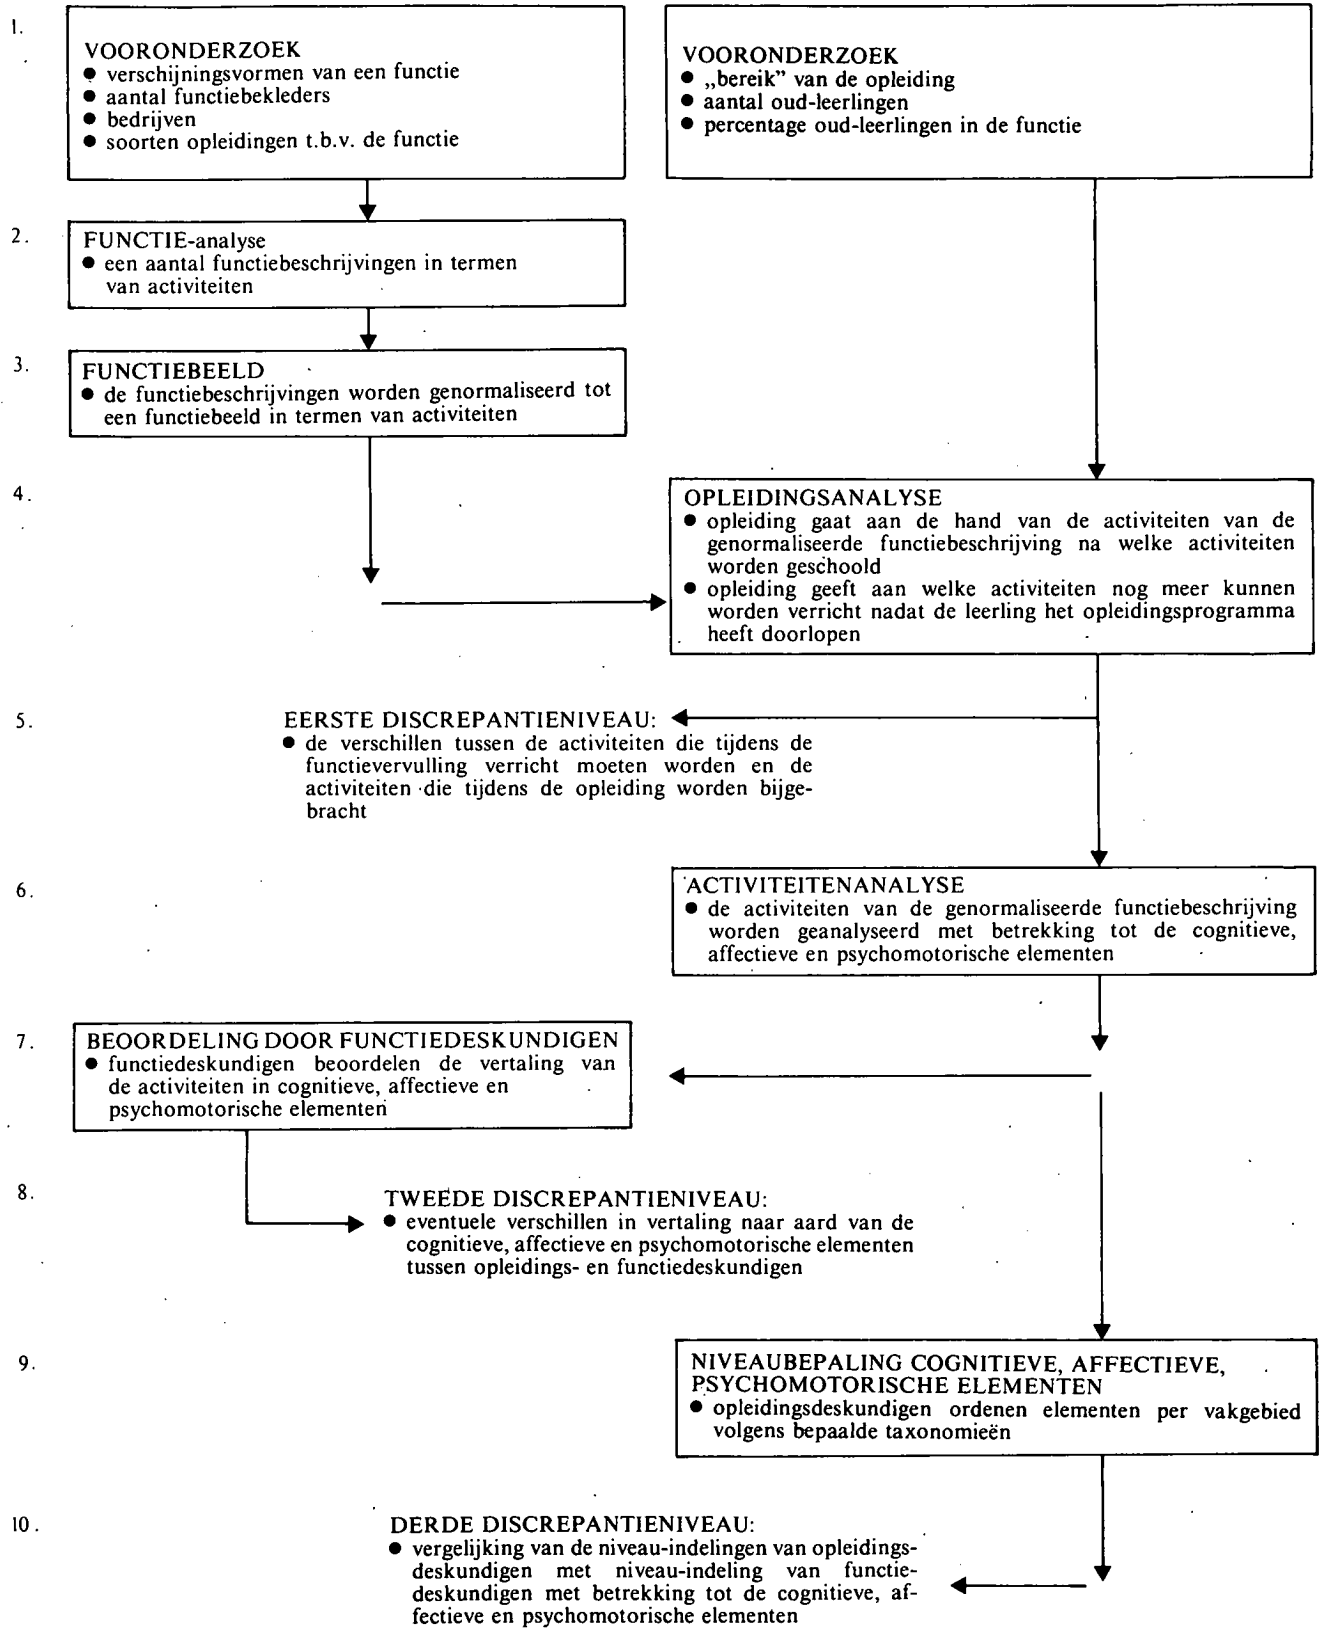 1.
VOORONDERZOEK
● verschijningsvormen van een functie
● aantal functiebekleders
● bedrijven
● soorten opleidingen t.b.v. de functie
VOORONDERZOEK
● „bereik” van de opleiding
● aantal oud-leerlingen
● percentage oud-leerlingen in de functie
2.
FUNCTIE-analyse
● een aantal functiebeschrijvingen in termen
van activiteiten
3.
FUNCTIEBEELD
● de functiebeschrijvingen worden genormaliseerd tot
een functiebeeld in termen van activiteiten
4.
OPLEIDINGSANALYSE
● opleiding gaat aan de hand van de activiteiten van de
genormaliseerde functiebeschrijving na welke activiteiten
worden geschoold
● opleiding geeft aan welke activiteiten nog meer kunnen
worden verricht nadat de leerling het opleidingsprogramma
heeft doorlopen
5.
EERSTE DISCREPANTIENIVEAU:
● de verschillen tussen de activiteiten die tijdens de
functievervulling verricht moeten worden en de
activiteiten die tijdens de opleiding worden bijge-
bracht
6.
ACTIVITEITENANALYSE
● de activiteiten van de genormaliseerde functiebeschrijving
worden geanalyseerd met betrekking tot de cognitieve,
affectieve en psychomotorische elementen
7.
BEOORDELING DOOR FUNCTIEDESKUNDIGEN
● functiedeskundigen beoordelen de vertaling van
de activiteiten in cognitieve, affectieve en
psychomotorische elementen
8.
TWEEDE DISCREPANTIENIVEAU:
● eventuele verschillen in vertaling naar aard van de
cognitieve, affectieve en psychomotorische elementen
tussen opleidings- en functiedeskundigen
9.
NIVEAUBEPALING COGNITIEVE, AFFECTIEVE,
PSYCHOMOTORISCHE ELEMENTEN
● opleidingsdeskundigen ordenen elementen per vakgebied
volgens bepaalde taxonomieën
10.
DERDE DISCREPANTIENIVEAU:
● vergelijking van de niveau-indelingen van opleidings-
deskundigen met niveau-indeling van functie-
deskundigen met betrekking tot de cognitieve, af-
fectieve en psychomotorische elementen